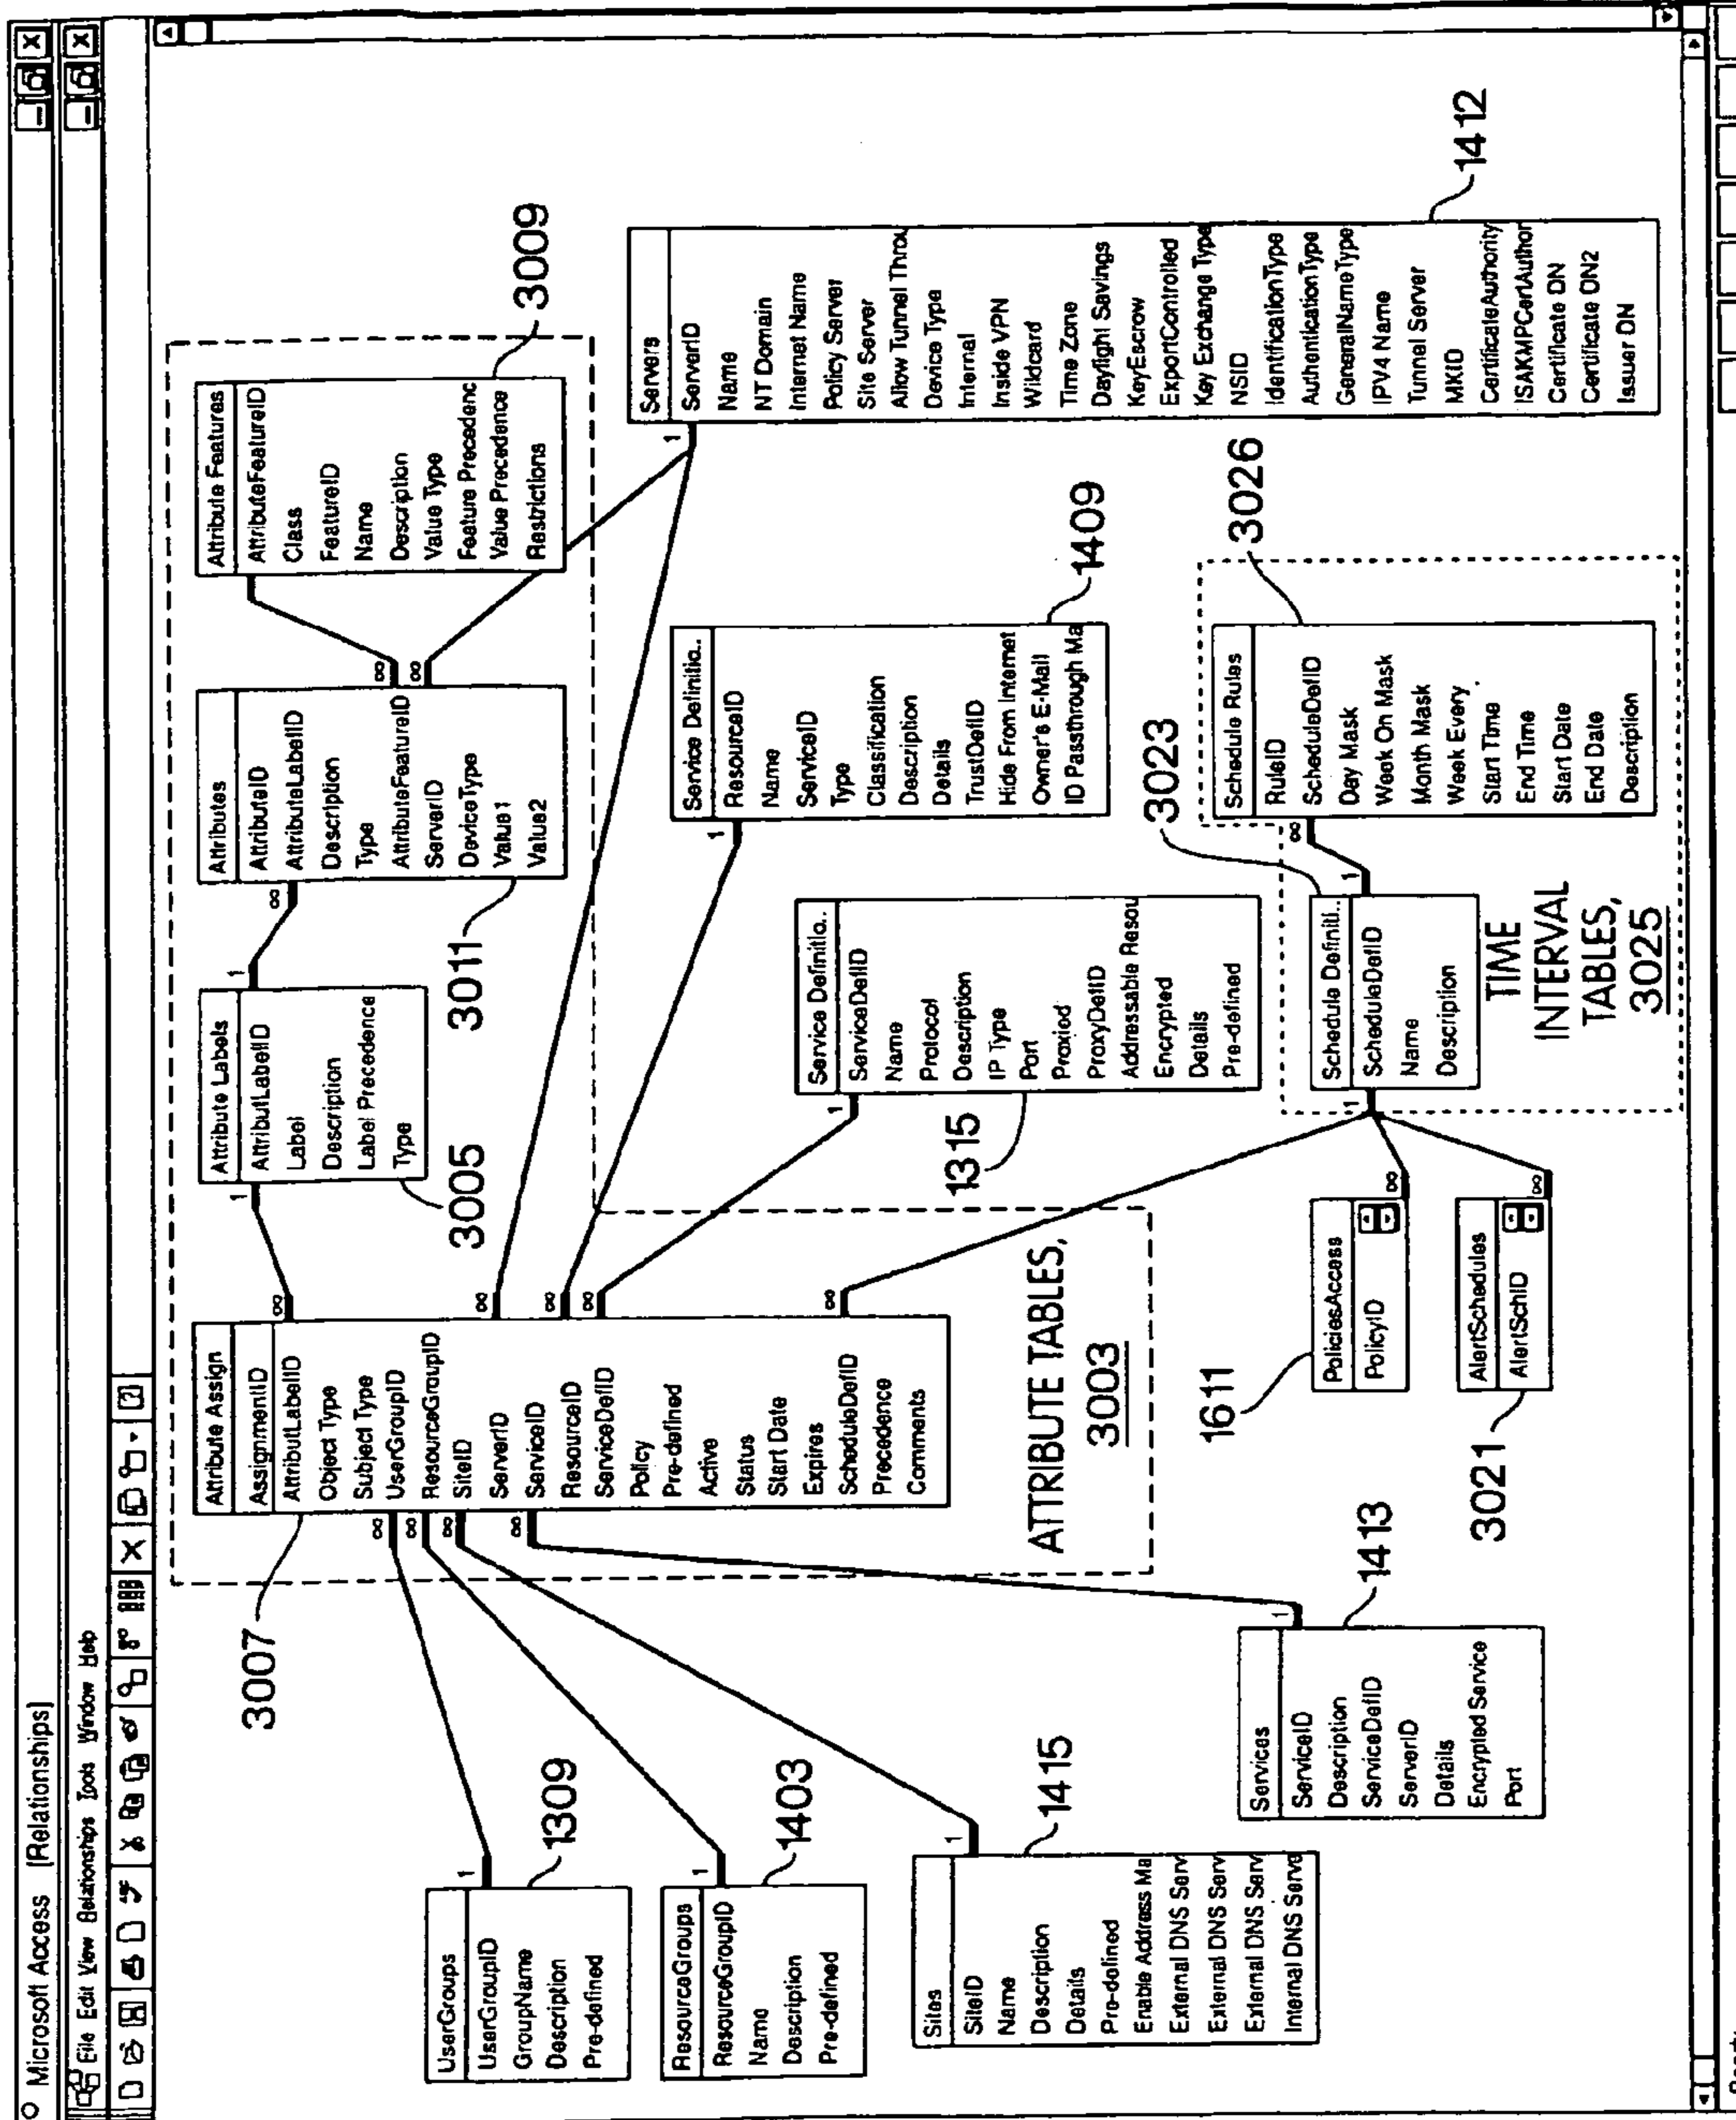 Microsoft Access [Relationships]
File Edit View Relationships Tools Window Help
3007
Attribute Assign
AssignmentID
AttributLabelID
Object Type
Subject Type
UserGroupID
ResourceGroupID
SiteID
ServerID
ServiceID
ResourceID
ServiceDefID
Policy
Pre-defined
Active
Status
Start Date
Expires
ScheduleDefID
Precedence
Comments
Attribute Labels
AttributLabelID
Label
Description
Label Precedence
Type
3005
Attributes
AttributeID
AttributeLabelID
Description
Type
AttributeFeatureID
ServerID
DeviceType
Value1
Value2
3011
Attribute Features
AttributeFeatureID
Class
FeatureID
Name
Description
Value Type
Feature Precedenc
Value Precedence
Restrictions
3009
ATTRIBUTE TABLES,
3003
UserGroups
UserGroupID
GroupName
Description
Pre-defined
1309
ResourceGroups
ResourceGroupID
Name
Description
Pre-defined
1403
Sites
SiteID
Name
Description
Details
Pre-defined
Enable Address Ma
External DNS Serv
External DNS Serv
External DNS Serv
Internal DNS Serve
1415
Services
ServiceID
Description
ServiceDefID
ServerID
Details
Encrypted Service
Port
1413
Service Definitio..
ServiceDefID
Name
Protocol
Description
IP Type
Port
Proxied
ProxyDefID
Addressable Resou
Encrypted
Details
Pre-defined
1315
Service Definitio..
ResourceID
Name
ServiceID
Type
Classification
Description
Details
TrustDefID
Hide From Internet
Owner's E-Mail
ID Passthrough Ma
1409
Servers
ServerID
Name
NT Domain
Internet Name
Policy Server
Site Server
Allow Tunnel Throu
Device Type
Internal
Inside VPN
Wildcard
Time Zone
Daylight Savings
KeyEscrow
ExportControlled
Key Exchange Type
NSID
IdentificationType
AuthenticationType
GeneralNameType
IPV4 Name
Tunnel Server
MKID
CertificateAuthority
ISAKMPCertAuthor
Certificate DN
Certificate DN2
Issuer DN
1412
1611
PoliciesAccess
PolicyID
AlertSchedules
AlertSchID
3021
3023
Schedule Definiti..
ScheduleDefID
Name
Description
3026
Schedule Rules
RuleID
ScheduleDefID
Day Mask
Week On Mask
Month Mask
Week Every
Start Time
End Time
Start Date
End Date
Description
TIME
INTERVAL
TABLES,
3025